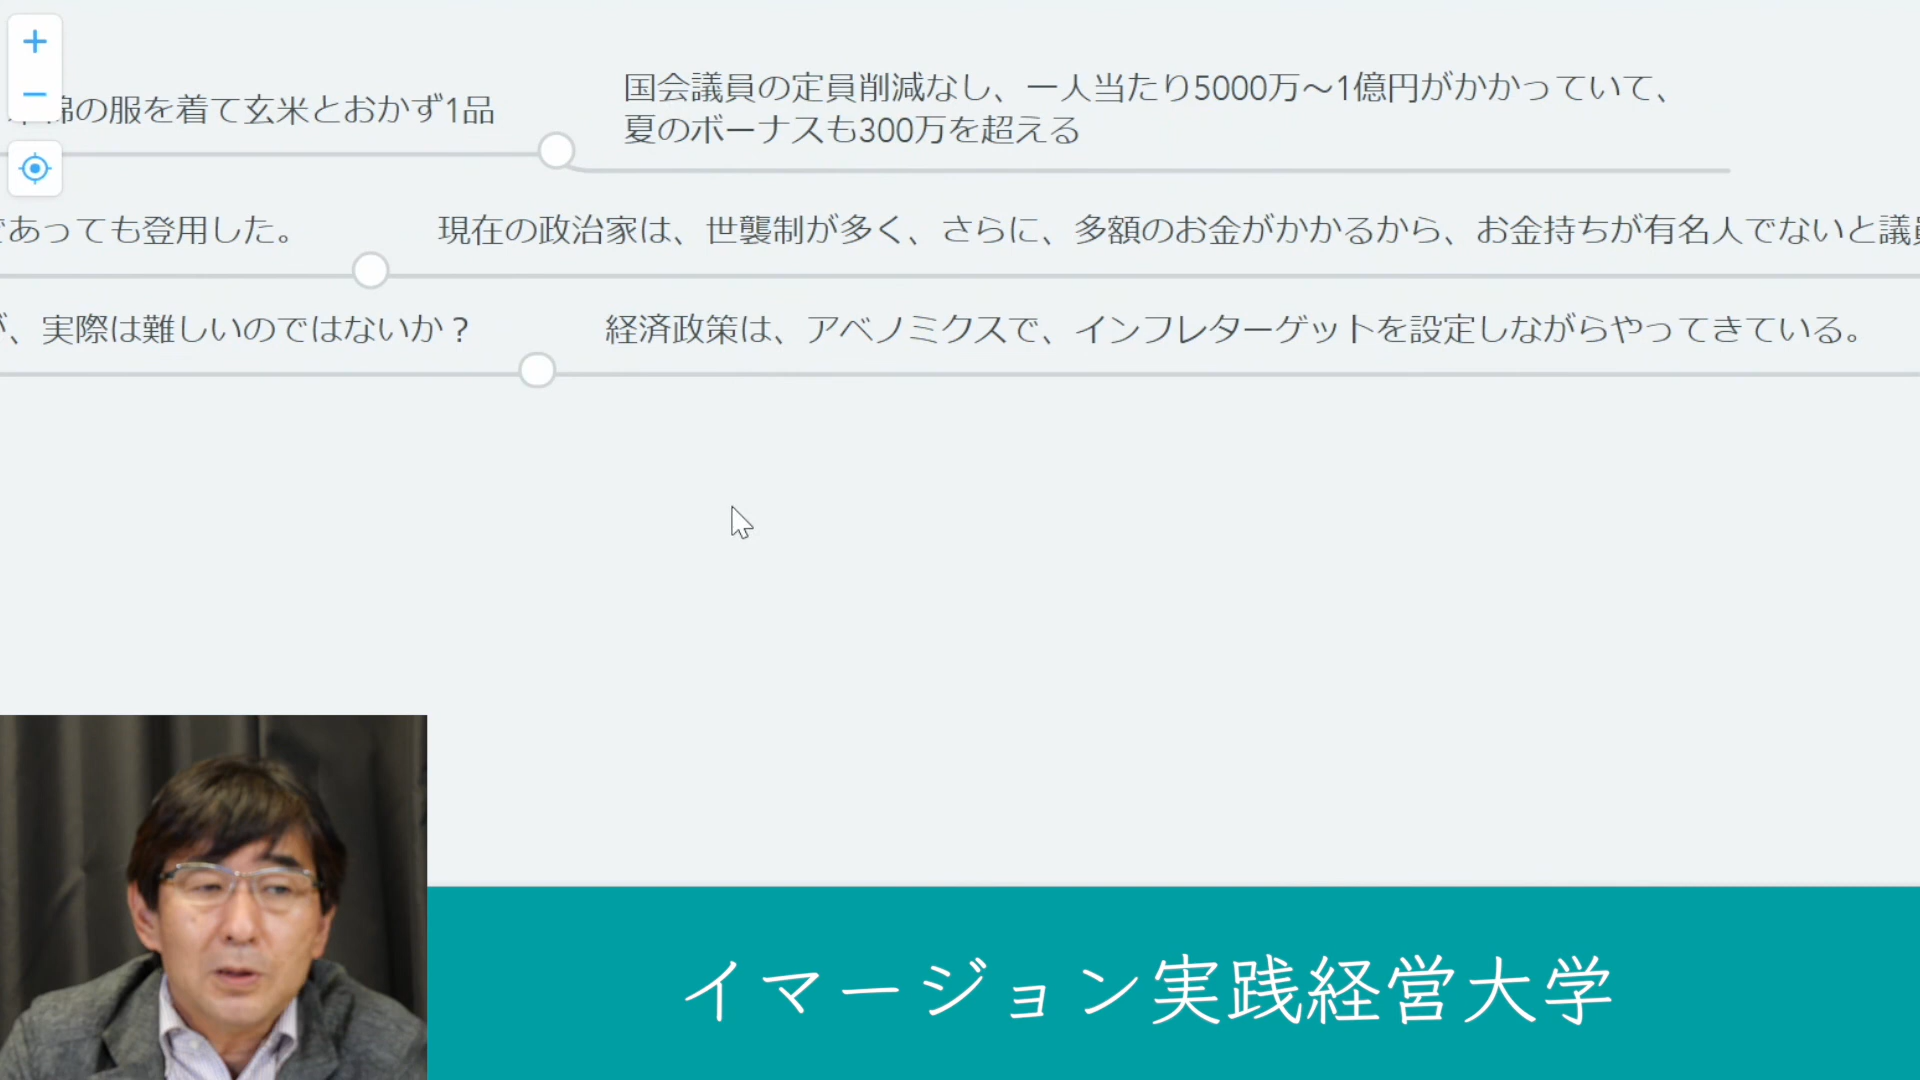 綿の服を着て玄米とおかず1品
国会議員の定員削減なし、一人当たり5000万～1億円がかかっていて、
夏のボーナスも300万を超える
であっても登用した。
現在の政治家は、世襲制が多く、さらに、多額のお金がかかるから、お金持ちが有名人でないと議員
、実際は難しいのではないか？
経済政策は、アベノミクスで、インフレターゲットを設定しながらやってきている。
イマージョン実践経営大学